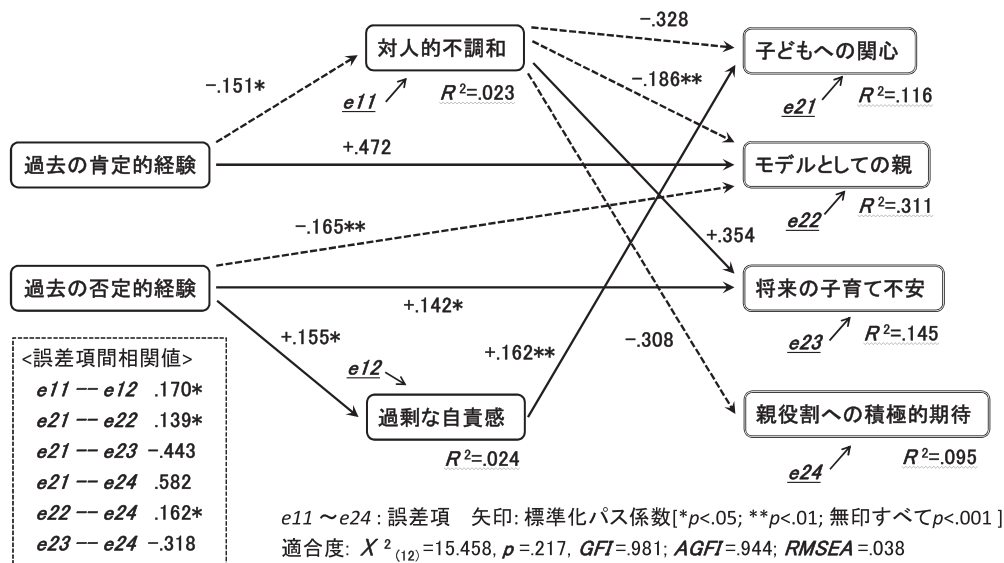 −.328
対人的不調和
子どもへの関心
−.151*
e11
R²=.023
−.186**
e21
R²=.116
過去の肯定的経験
+.472
モデルとしての親
−.165**
e22
R²=.311
+.354
過去の否定的経験
+.142*
将来の子育て不安
+.155*
e23
R²=.145
−.308
<誤差項間相関値>
e12
+.162**
e11 −− e12 .170*
e21 −− e22 .139*
e21 −− e23 −.443
e21 −− e24 .582
e22 −− e24 .162*
e23 −− e24 −.318
過剰な自責感
親役割への積極的期待
R²=.024
e24
R²=.095
e11 ～e24 : 誤差項 矢印: 標準化パス係数[*p<.05; **p<.01; 無印すべてp<.001 ]
適合度: X ²₍₁₂₎=15.458, p =.217, GFI=.981; AGFI=.944; RMSEA=.038